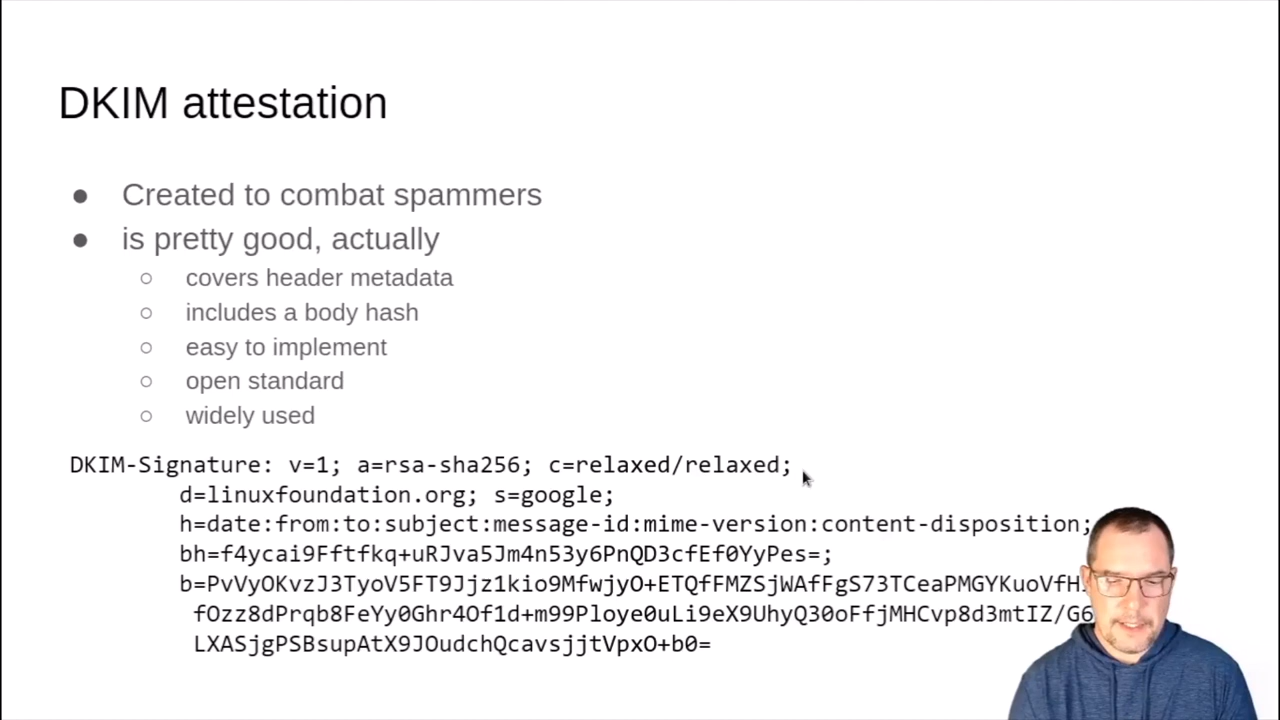 DKIM attestation
● Created to combat spammers
● is pretty good, actually
○ covers header metadata
○ includes a body hash
○ easy to implement
○ open standard
○ widely used
DKIM-Signature: v=1; a=rsa-sha256; c=relaxed/relaxed;
d=linuxfoundation.org; s=google;
h=date:from:to:subject:message-id:mime-version:content-disposition;
bh=f4ycai9Fftfkq+uRJva5Jm4n53y6PnQD3cfEf0YyPes=;
b=PvVyOKvzJ3TyoV5FT9Jjz1kio9MfwjyO+ETQfFMZSjWAfFgS73TCeaPMGYKuoVfH
fOzz8dPrqb8FeYy0Ghr4Of1d+m99Ploye0uLi9eX9UhyQ30oFfjMHCvp8d3mtIZ/G6
LXASjgPSBsupAtX9JOudchQcavsjjtVpxO+b0=